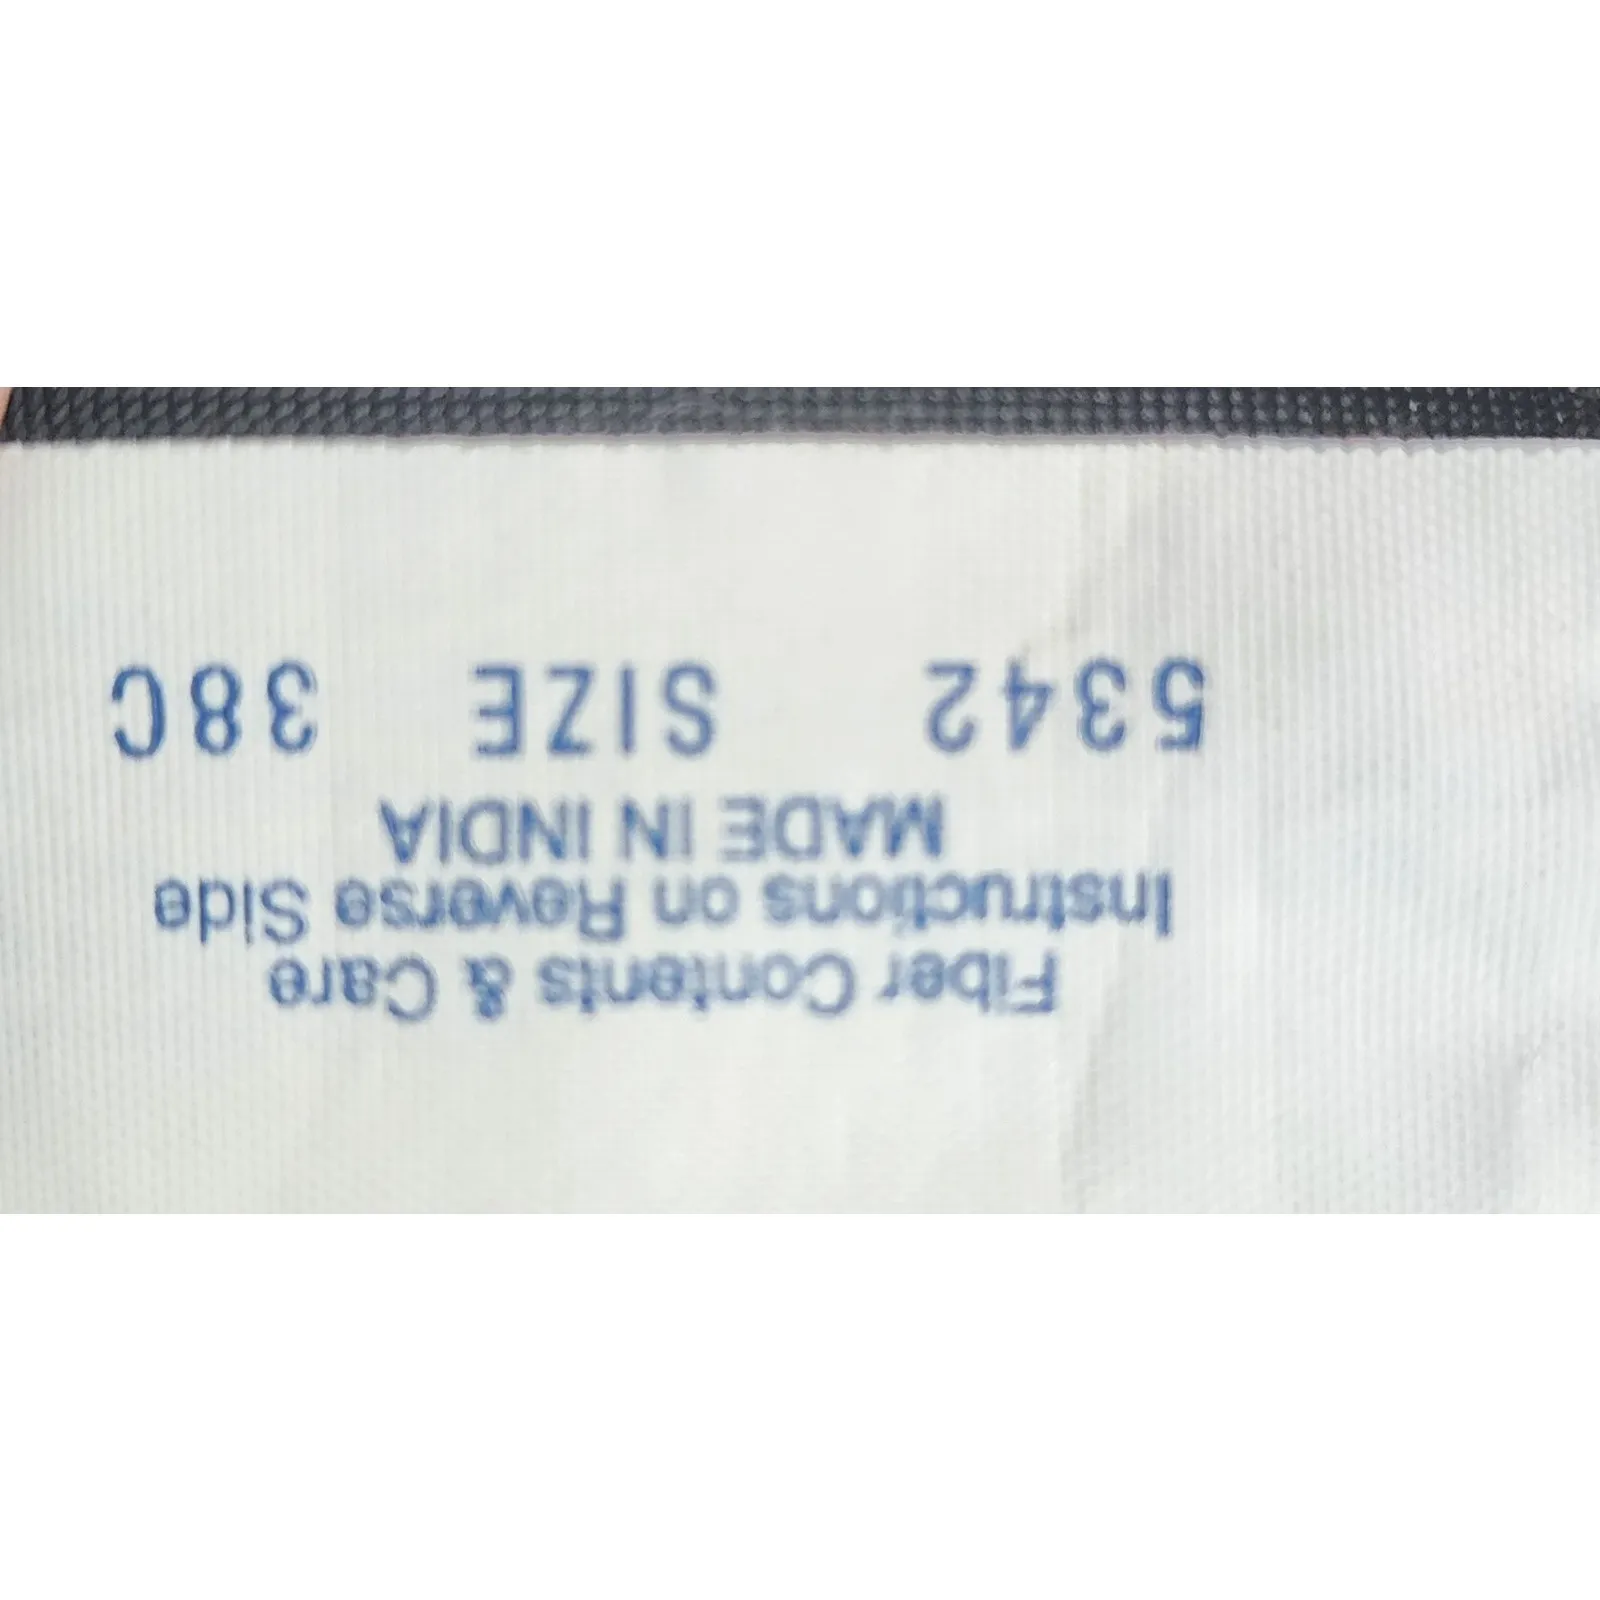 Fiber Contents & Care
Instructions on Reverse Side
MADE IN INDIA
5342 SIZE 38C